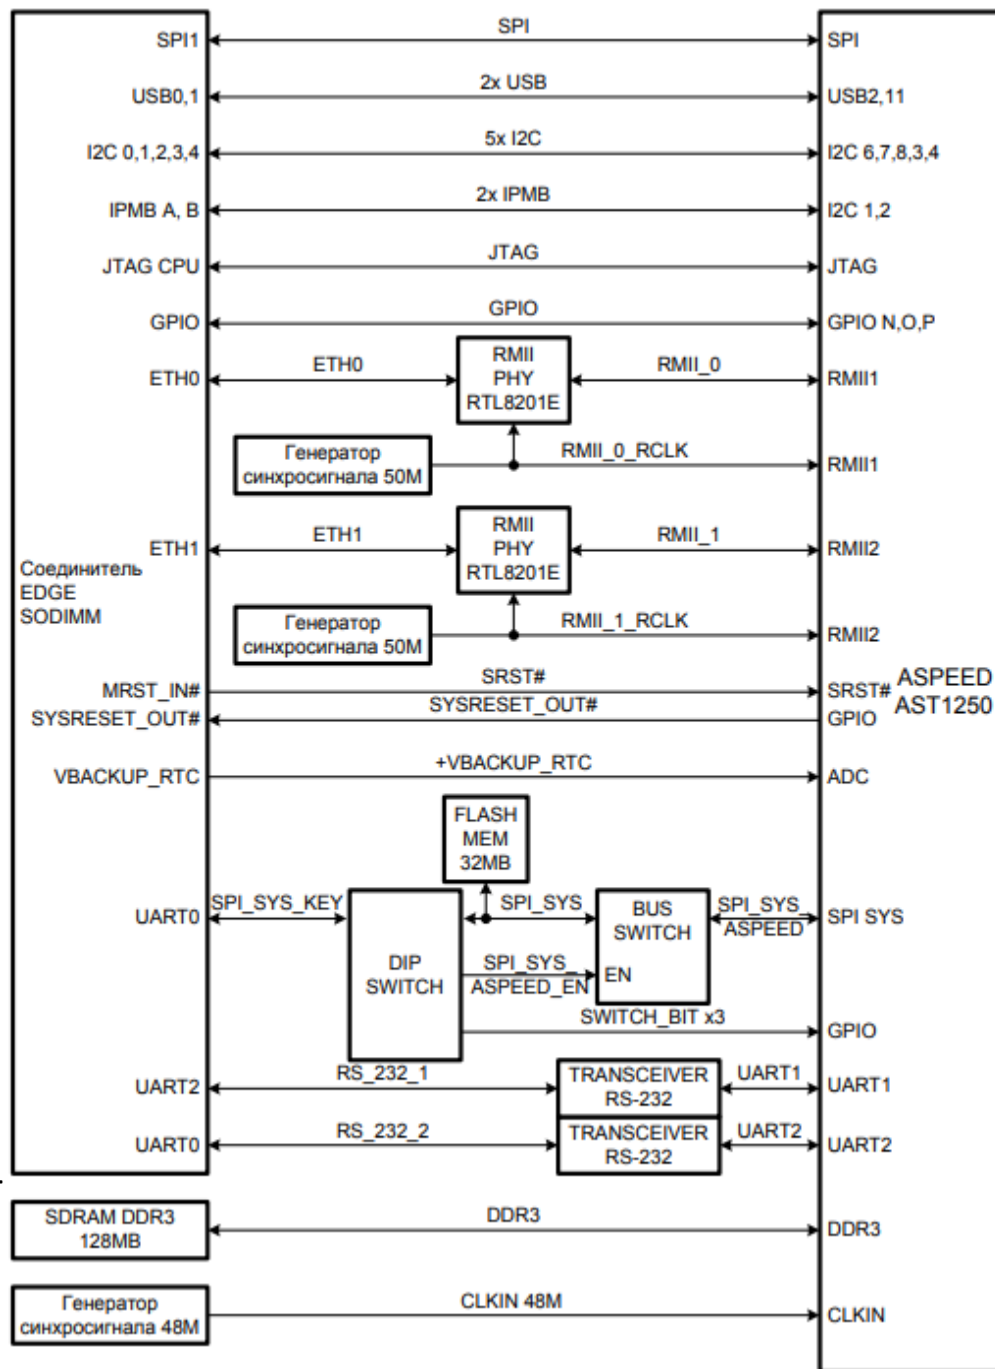 SPI1
SPI
SPI
USB0,1
2x USB
USB2,11
I2C 0,1,2,3,4
5x I2C
I2C 6,7,8,3,4
IPMB A, B
2x IPMB
I2C 1,2
JTAG CPU
JTAG
JTAG
GPIO
GPIO
GPIO N,O,P
ETH0
ETH0
RMII
PHY
RTL8201E
RMII_0
RMII1
Генератор
синхросигнала 50M
RMII_0_RCLK
RMII1
ETH1
ETH1
RMII
PHY
RTL8201E
RMII_1
RMII2
Соединитель
EDGE
SODIMM
Генератор
синхросигнала 50M
RMII_1_RCLK
RMII2
MRST_IN#
SRST#
SRST#
ASPEED
AST1250
SYSRESET_OUT#
SYSRESET_OUT#
GPIO
VBACKUP_RTC
+VBACKUP_RTC
ADC
FLASH
MEM
32MB
UART0
SPI_SYS_KEY
DIP
SWITCH
SPI_SYS
BUS
SWITCH
EN
SPI_SYS_
ASPEED
SPI SYS
SPI_SYS_
ASPEED_EN
SWITCH_BIT x3
GPIO
UART2
RS_232_1
TRANSCEIVER
RS-232
UART1
UART1
UART0
RS_232_2
TRANSCEIVER
RS-232
UART2
UART2
SDRAM DDR3
128MB
DDR3
DDR3
Генератор
синхросигнала 48M
CLKIN 48M
CLKIN